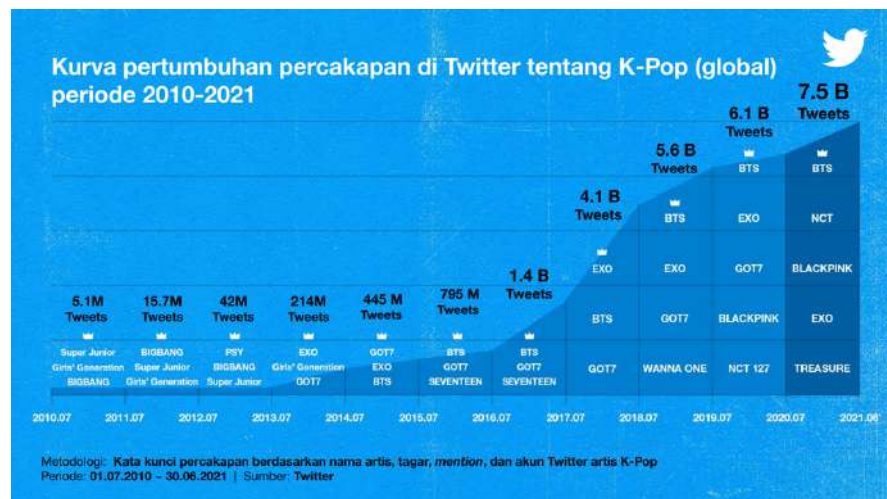 Kurva pertumbuhan percakapan di Twitter tentang K-Pop (global)
periode 2010-2021
5.1M
Tweets
Super Junior
Girls' Generation
BIGBANG
15.7M
Tweets
BIGBANG
Super Junior
Girls' Generation
42M
Tweets
PSY
BIGBANG
Super Junior
214M
Tweets
EXO
Girls' Generation
GOT7
445 M
Tweets
GOT7
EXO
BTS
795 M
Tweets
BTS
GOT7
SEVENTEEN
1.4 B
Tweets
BTS
GOT7
SEVENTEEN
4.1 B
Tweets
EXO
BTS
GOT7
5.6 B
Tweets
BTS
EXO
GOT7
WANNA ONE
6.1 B
Tweets
BTS
EXO
GOT7
BLACKPINK
NCT 127
7.5 B
Tweets
BTS
NCT
BLACKPINK
EXO
TREASURE
2010.07 2011.07 2012.07 2013.07 2014.07 2015.07 2016.07 2017.07 2018.07 2019.07 2020.07 2021.06
Metodologi: Kata kunci percakapan berdasarkan nama artis, tagar, mention, dan akun Twitter artis K-Pop
Periode: 01.07.2010 – 30.06.2021 | Sumber: Twitter